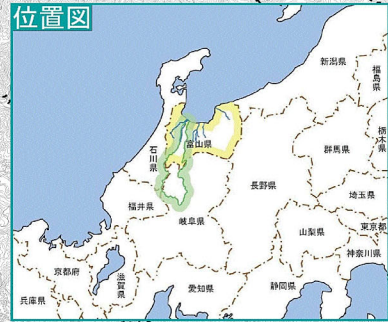 位置図
新潟県
福島県
栃木県
富山県
石川県
群馬県
長野県
福井県
埼玉県
岐阜県
東京都
山梨県
神奈川県
京都府
滋賀県
愛知県
静岡県
兵庫県